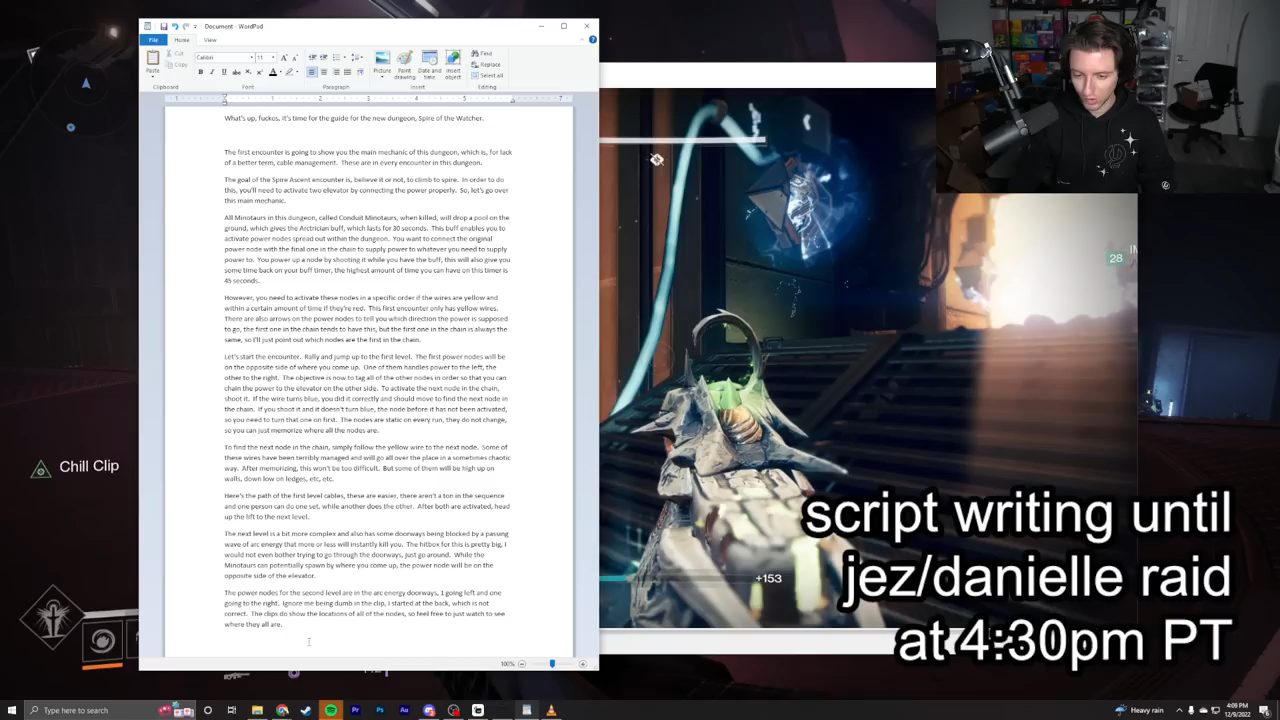 Document - WordPad
File
Home
View
Cut
Copy
Paste
Clipboard
Calibri
11
Font
Paragraph
Picture
Paint drawing
Date and time
Insert object
Insert
Find
Replace
Select all
Editing
What's up, fuckos, it's time for the guide for the new dungeon, Spire of the Watcher.
The first encounter is going to show you the main mechanic of this dungeon, which is, for lack
of a better term, cable management. These are in every encounter in this dungeon.
The goal of the Spire Ascent encounter is, believe it or not, to climb to spire. In order to do
this, you'll need to activate two elevator by connecting the power properly. So, let's go over
this main mechanic.
All Minotaurs in this dungeon, called Conduit Minotaurs, when killed, will drop a pool on the
ground, which gives the Arctrician buff, which lasts for 30 seconds. This buff enables you to
activate power nodes spread out within the dungeon. You want to connect the original
power node with the final one in the chain to supply power to whatever you need to supply
power to. You power up a node by shooting it while you have the buff, this will also give you
some time back on your buff timer, the highest amount of time you can have on this timer is
45 seconds.
However, you need to activate these nodes in a specific order if the wires are yellow and
within a certain amount of time if they're red. This first encounter only has yellow wires.
There are also arrows on the power nodes to tell you which direction the power is supposed
to go, the first one in the chain tends to have this, but the first one in the chain is always the
same, so I'll just point out which nodes are the first in the chain.
Let's start the encounter. Rally and jump up to the first level. The first power nodes will be
on the opposite side of where you come up. One of them handles power to the left, the
other to the right. The objective is now to tag all of the other nodes in order so that you can
chain the power to the elevator on the other side. To activate the next node in the chain,
shoot it. If the wire turns blue, you did it correctly and should move to find the next node in
the chain. If you shoot it and it doesn't turn blue, the node before it has not been activated,
so you need to turn that one on first. The nodes are static on every run, they do not change,
so you can just memorize where all the nodes are.
To find the next node in the chain, simply follow the yellow wire to the next node. Some of
these wires have been terribly managed and will go all over the place in a sometimes chaotic
way. After memorizing, this won't be too difficult. But some of them will be high up on
walls, down low on ledges, etc, etc.
Here's the path of the first level cables, these are easier, there aren't a ton in the sequence
and one person can do one set, while another does the other. After both are activated, head
up the lift to the next level.
The next level is a bit more complex and also has some doorways being blocked by a passing
wave of arc energy that more or less will instantly kill you. The hitbox for this is pretty big, I
would not even bother trying to go through the doorways, just go around. While the
Minotaurs can potentially spawn by where you come up, the power node will be on the
opposite side of the elevator.
The power nodes for the second level are in the arc energy doorways, 1 going left and one
going to the right. Ignore me being dumb in the clip, I started at the back, which is not
correct. The clips do show the locations of all of the nodes, so feel free to just watch to see
where they all are.
100%
Chill Clip
28
+153
script writing until
jez/danielle raid
at 4:30pm PT
Type here to search
Heavy rain
4:09 PM
12/9/2022